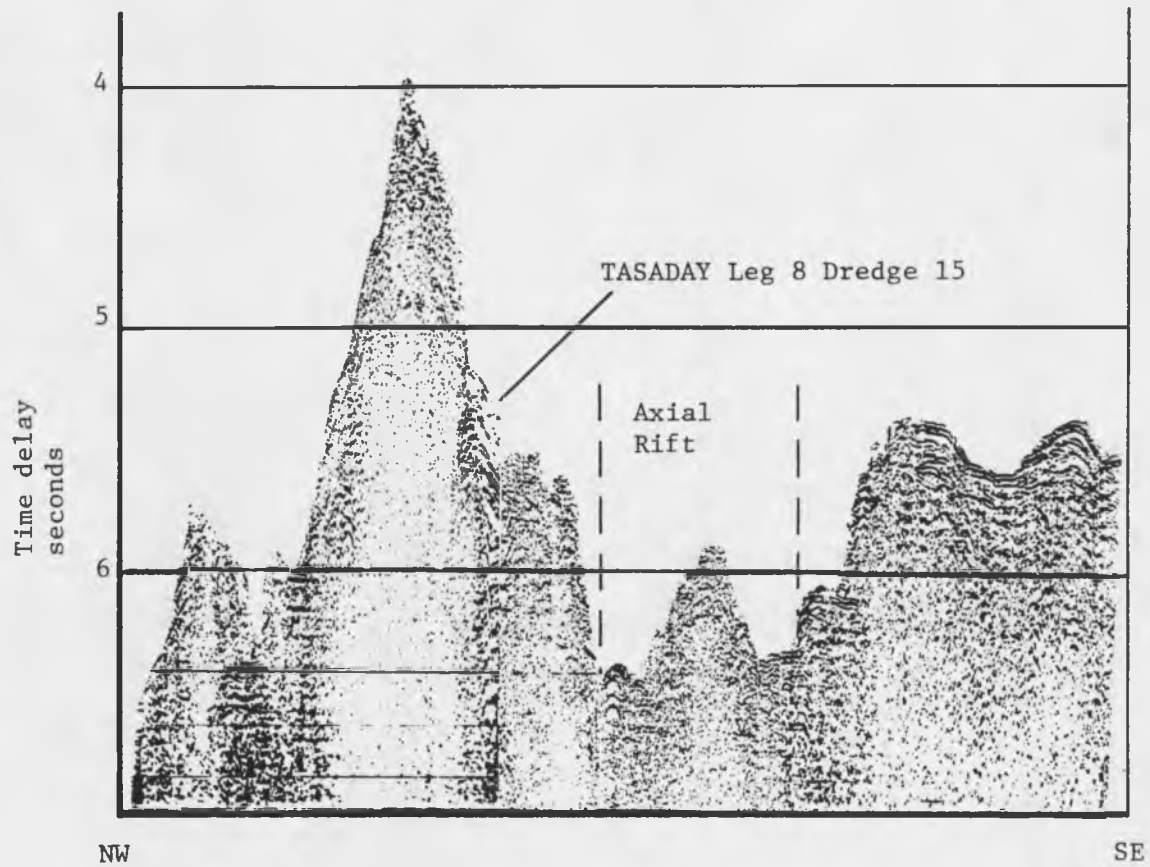 4
TASADAY Leg 8 Dredge 15
5
Axial
Rift
Time delay
seconds
6
NW
SE